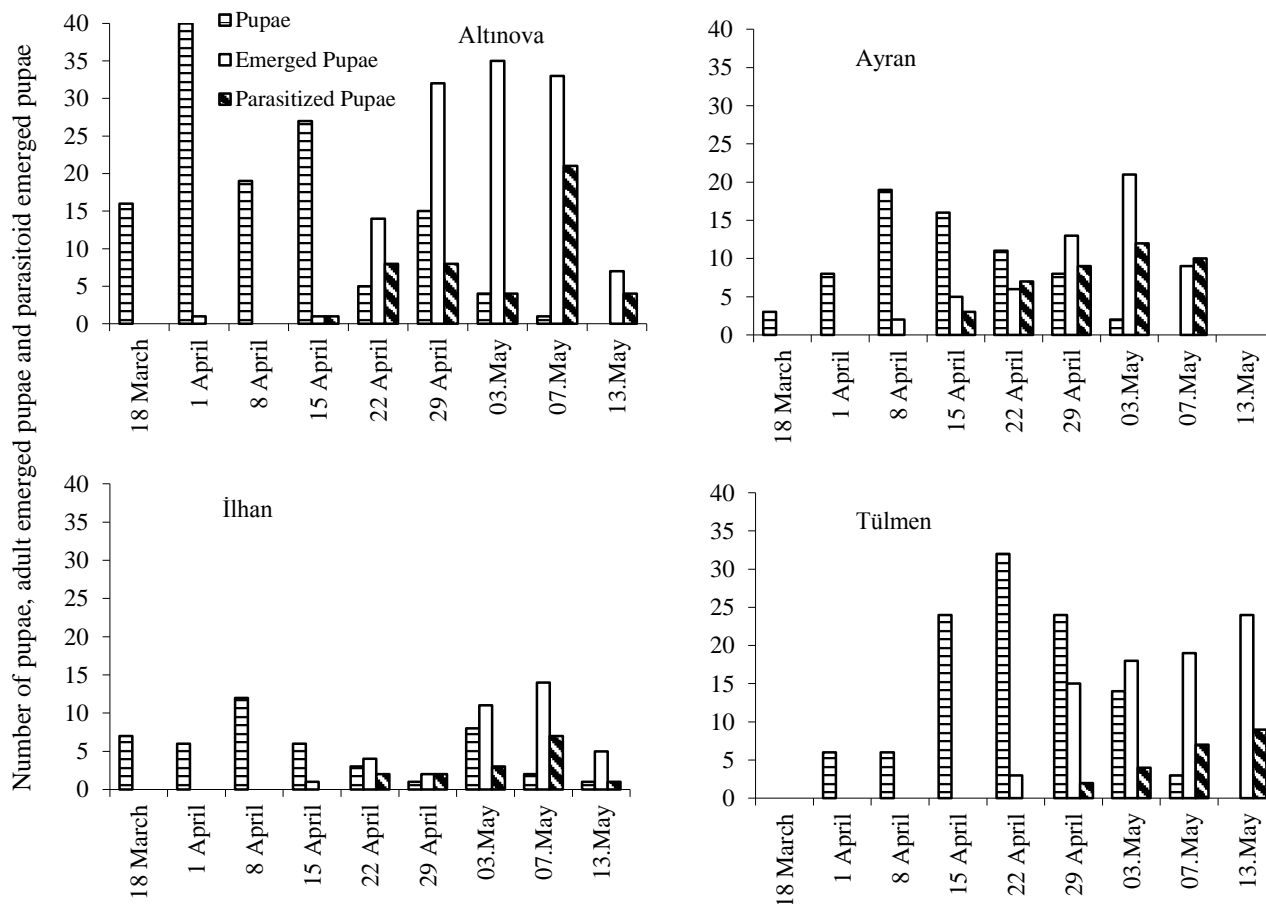 Number of pupae, adult emerged pupae and parasitoid emerged pupae
Altınova
Pupae
Emerged Pupae
Parasitized Pupae
40
35
30
25
20
15
10
5
0
18 March
1 April
8 April
15 April
22 April
29 April
03.May
07.May
13.May
Ayran
40
35
30
25
20
15
10
5
0
18 March
1 April
8 April
15 April
22 April
29 April
03.May
07.May
13.May
İlhan
40
35
30
25
20
15
10
5
0
18 March
1 April
8 April
15 April
22 April
29 April
03.May
07.May
13.May
Tülmen
40
35
30
25
20
15
10
5
0
18 March
1 April
8 April
15 April
22 April
29 April
03.May
07.May
13.May